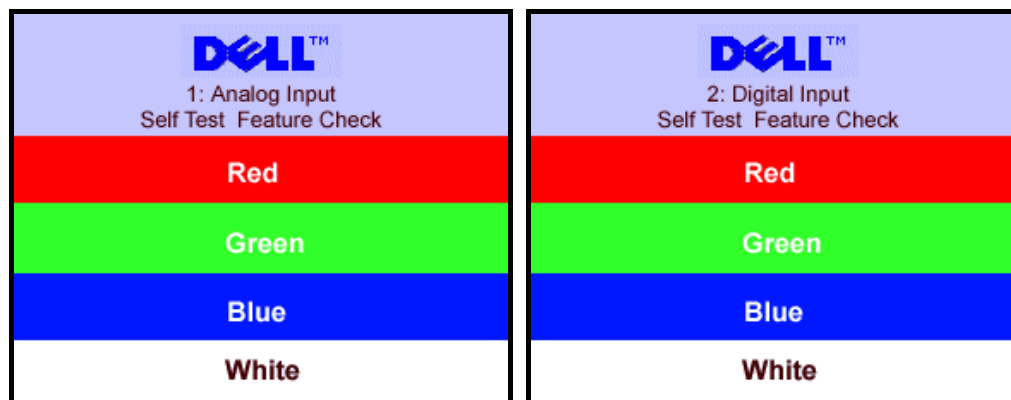 DELL™
1: Analog Input
Self Test Feature Check
Red
Green
Blue
White
DELL™
2: Digital Input
Self Test Feature Check
Red
Green
Blue
White